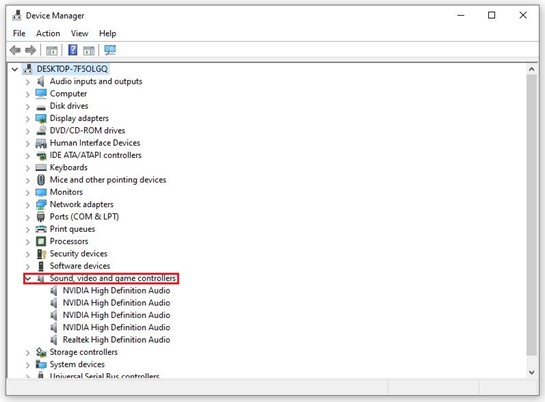 Device Manager
File Action View Help
DESKTOP-7F5OLGQ
Audio inputs and outputs
Computer
Disk drives
Display adapters
DVD/CD-ROM drives
Human Interface Devices
IDE ATA/ATAPI controllers
Keyboards
Mice and other pointing devices
Monitors
Network adapters
Ports (COM & LPT)
Print queues
Processors
Security devices
Software devices
Sound, video and game controllers
NVIDIA High Definition Audio
NVIDIA High Definition Audio
NVIDIA High Definition Audio
NVIDIA High Definition Audio
Realtek High Definition Audio
Storage controllers
System devices
Universal Serial Bus controllers